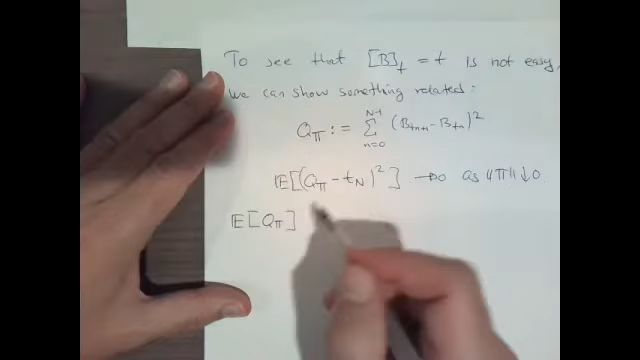 To see that [B]_t = t is not easy,
we can show something related:
Q_π := ∑_{n=0}^{N-1} (B_{t_{n+1}} - B_{t_n})^2
𝔼[(Q_π - t_N)^2] → 0 as ||π|| ↓ 0
𝔼[Q_π]